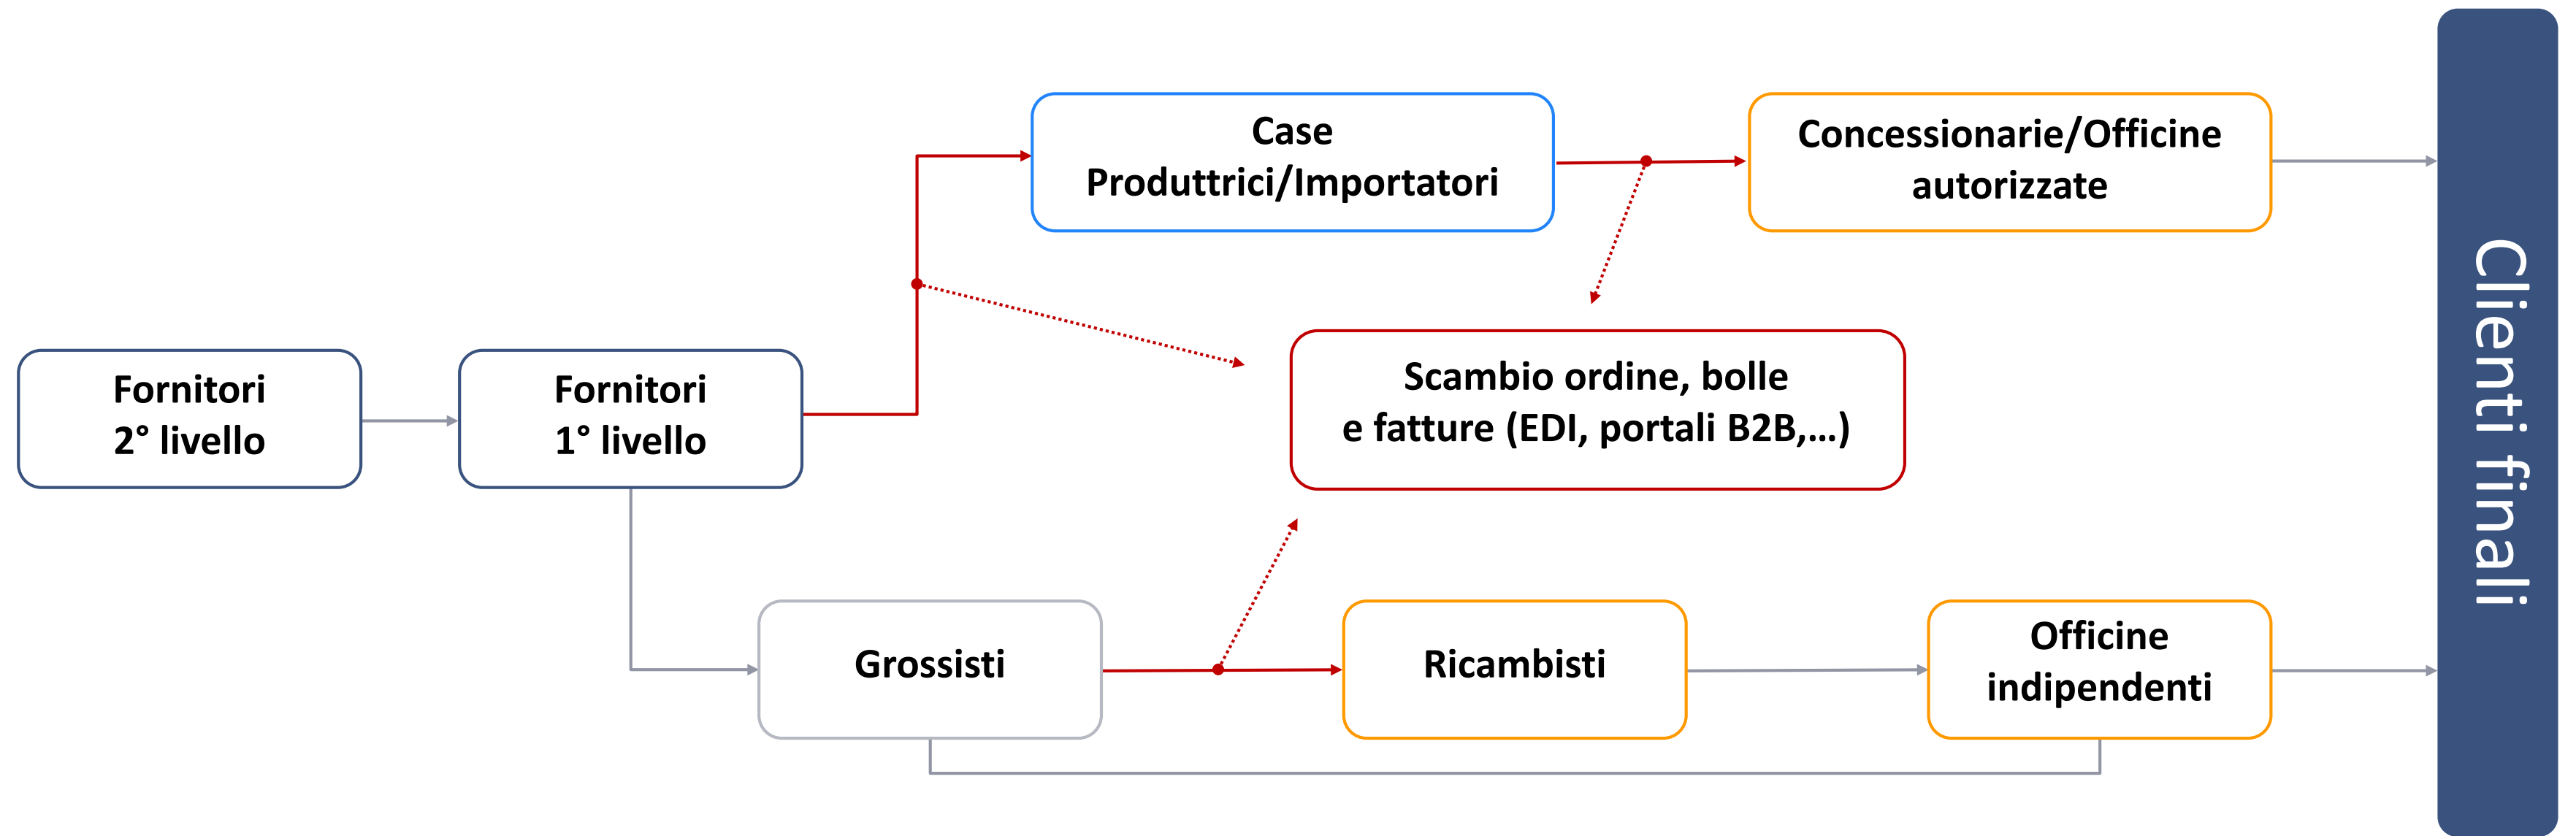 Case
Produttrici/Importatori
Concessionarie/Officine
autorizzate
Fornitori
2° livello
Fornitori
1° livello
Scambio ordine, bolle
e fatture (EDI, portali B2B,...)
Grossisti
Ricambisti
Officine
indipendenti
Clienti finali